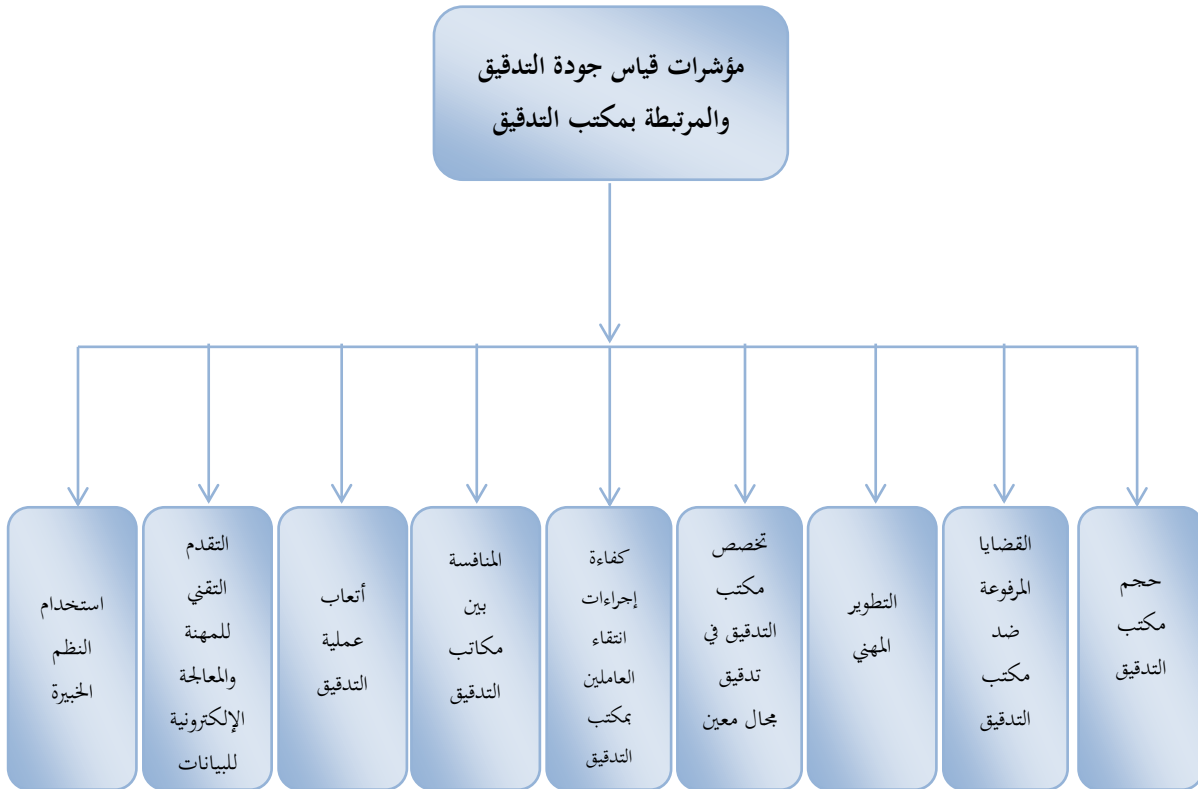 مؤشرات قياس جودة التدقيق
والمرتبطة بمكتب التدقيق
حجم
مكتب
التدقيق
القضايا
المرفوعة
ضد
مكتب
التدقيق
التطوير
المهني
تخصص
مكتب
التدقيق في
تدقيق
مجال معين
كفاءة
إجراءات
انتقاء
العاملين
بمكتب
التدقيق
المنافسة
بين
مكاتب
التدقيق
أتعاب
عملية
التدقيق
التقدم
التقني
للمهنة
والمعالجة
الإلكترونية
للبيانات
استخدام
النظم
الخبيرة